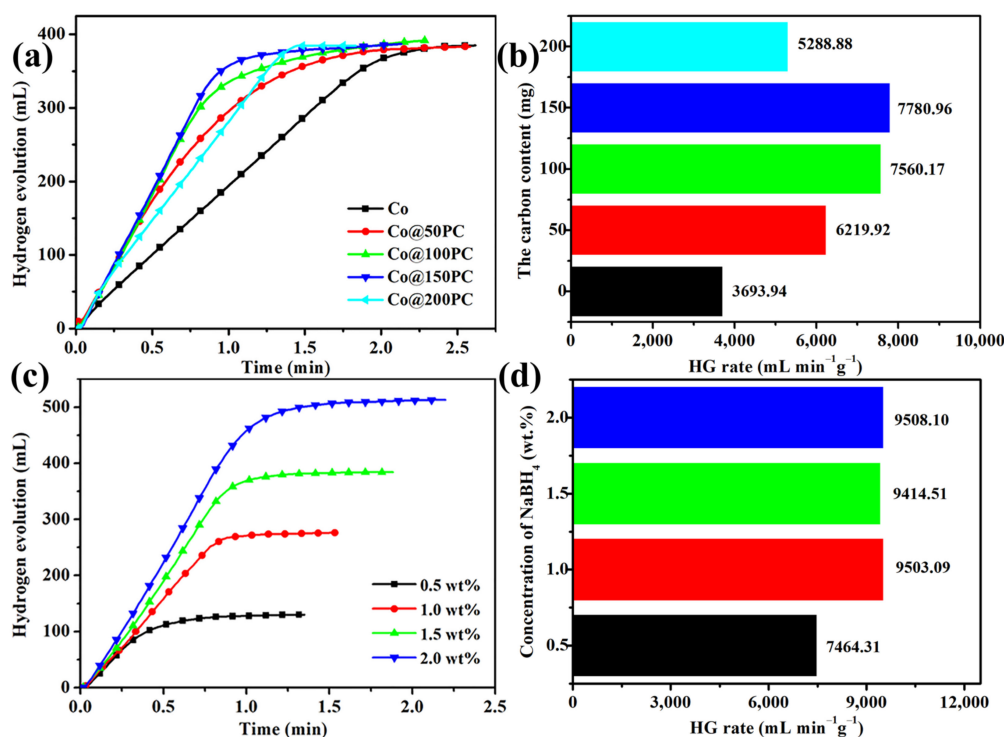 (a)
Hydrogen evolution (mL)
400
300
200
100
0
Co
Co@50PC
Co@100PC
Co@150PC
Co@200PC
0.0 0.5 1.0 1.5 2.0 2.5
Time (min)
(b)
The carbon content (mg)
200
150
100
50
0
5288.88
7780.96
7560.17
6219.92
3693.94
0 2,000 4,000 6,000 8,000 10,000
HG rate (mL min⁻¹g⁻¹)
(c)
Hydrogen evolution (mL)
500
400
300
200
100
0
0.5 wt%
1.0 wt%
1.5 wt%
2.0 wt%
0.0 0.5 1.0 1.5 2.0 2.5
Time (min)
(d)
Concentration of NaBH₄ (wt.%)
2.0
1.5
1.0
0.5
9508.10
9414.51
9503.09
7464.31
0 3,000 6,000 9,000 12,000
HG rate (mL min⁻¹g⁻¹)